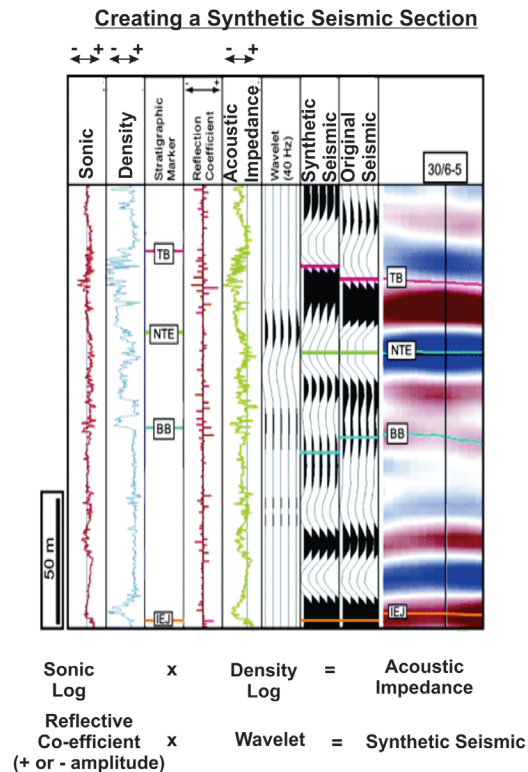 Creating a Synthetic Seismic Section
- +
- +
- +
- +
Sonic
Density
Stratigraphic
Marker
Reflection
Coefficient
Acoustic
Impedance
Wavelet
(40 Hz)
Synthetic
Seismic
Original
Seismic
30/6-5
TB
TB
NTE
NTE
BB
BB
50 m
IEJ
IEJ
Sonic
Log
x
Density
Log
=
Acoustic
Impedance
Reflective
Co-efficient
(+ or - amplitude)
x
Wavelet
=
Synthetic Seismic